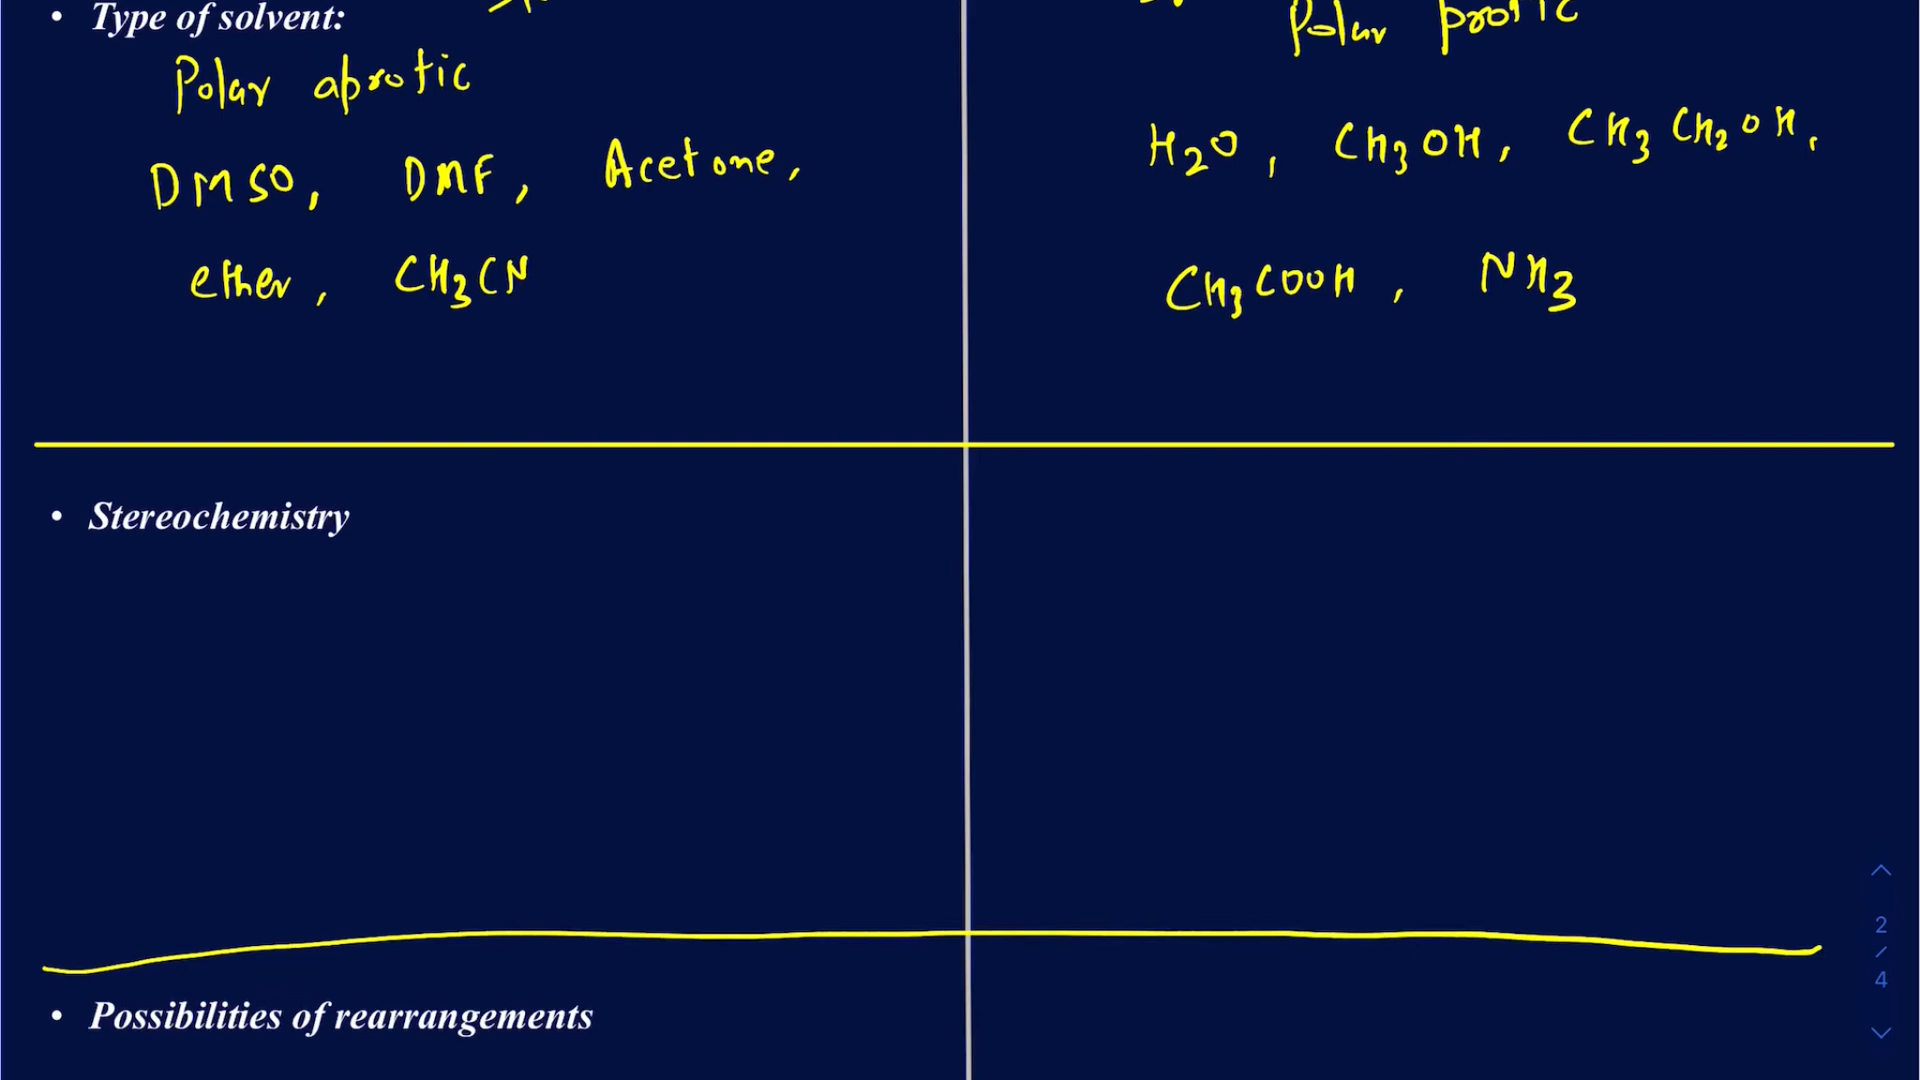 • Type of solvent:
Polar aprotic
DMSO, DMF, Acetone,
ether, CH₃CN
Polar protic
H₂O, CH₃OH, CH₃CH₂OH,
CH₃COOH, NH₃
• Stereochemistry
• Possibilities of rearrangements
2
/
4